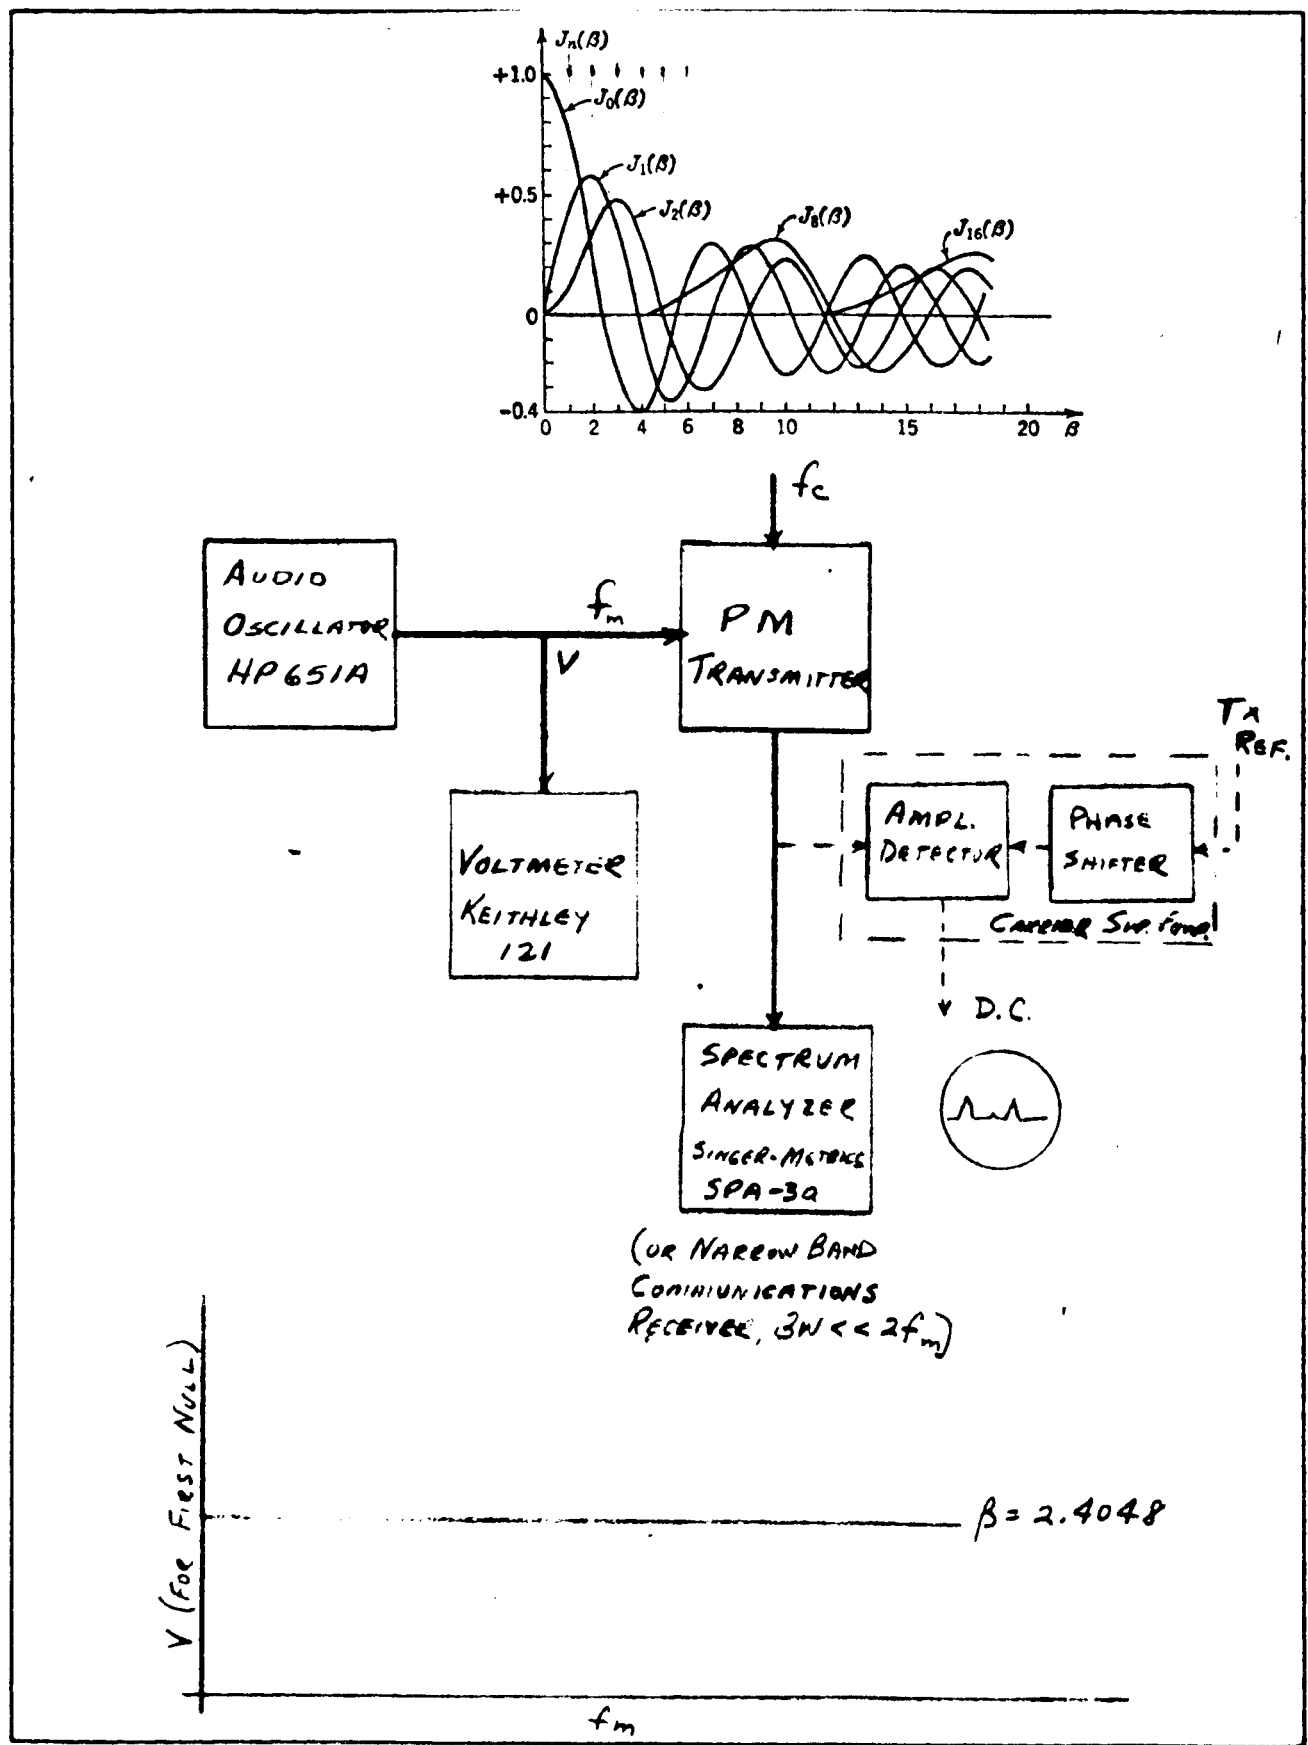 Jn(β)
+1.0
J0(β)
J1(β)
+0.5
J2(β)
J8(β)
J16(β)
0
-0.4
0 2 4 6 8 10 15 20 β
fc
AUDIO
OSCILLATOR
HP651A
fm
V
PM
TRANSMITTER
TX
REF.
AMPL.
DETECTOR
PHASE
SHIFTER
CARRIER
VOLTMETER
KEITHLEY
121
D.C.
SPECTRUM
ANALYZER
SINGER-METRICS
SPA-3a
(OR NARROW BAND
COMMUNICATIONS
RECEIVER, BW << 2fm)
V (FOR FIRST NULL)
β = 2.4048
fm